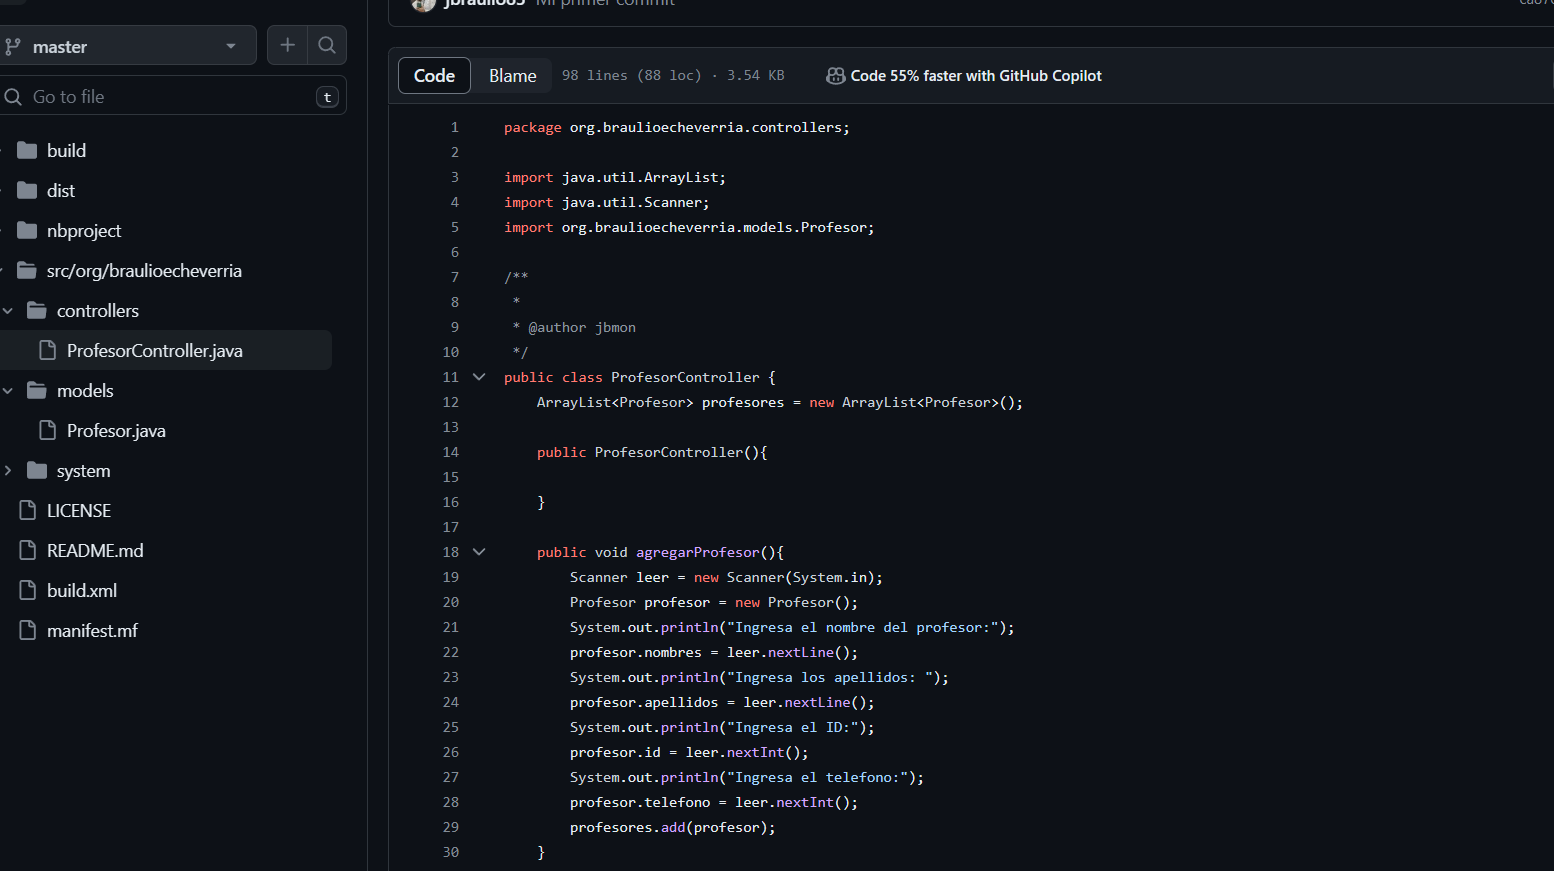 master
Go to file
t
build
dist
nbproject
src/org/braulioecheverria
controllers
ProfesorController.java
models
Profesor.java
system
LICENSE
README.md
build.xml
manifest.mf
jbraulio05 Mi primer commit
Code Blame 98 lines (88 loc) · 3.54 KB Code 55% faster with GitHub Copilot
1 package org.braulioecheverria.controllers;
2
3 import java.util.ArrayList;
4 import java.util.Scanner;
5 import org.braulioecheverria.models.Profesor;
6
7 /**
8 *
9 * @author jbmon
10 */
11 public class ProfesorController {
12 ArrayList<Profesor> profesores = new ArrayList<Profesor>();
13
14 public ProfesorController(){
15
16 }
17
18 public void agregarProfesor(){
19 Scanner leer = new Scanner(System.in);
20 Profesor profesor = new Profesor();
21 System.out.println("Ingresa el nombre del profesor:");
22 profesor.nombres = leer.nextLine();
23 System.out.println("Ingresa los apellidos: ");
24 profesor.apellidos = leer.nextLine();
25 System.out.println("Ingresa el ID:");
26 profesor.id = leer.nextInt();
27 System.out.println("Ingresa el telefono:");
28 profesor.telefono = leer.nextInt();
29 profesores.add(profesor);
30 }